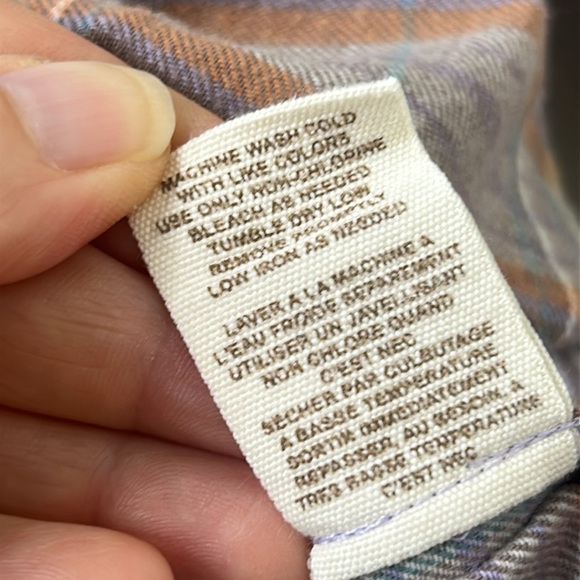 MACHINE WASH COLD
WITH LIKE COLORS
USE ONLY NON-CHLORINE
BLEACH AS NEEDED
TUMBLE DRY LOW
REMOVE PROMPTLY
LOW IRON AS NEEDED
LAVER A LA MACHINE A
L'EAU FROIDE SEPAREMENT
UTILISER UN JAVELLISANT
NON CHLORE QUAND
C'EST NEC
SECHER PAR CULBUTAGE
A BASSE TEMPERATURE
SORTIR IMMEDIATEMENT
REPASSER, AU BESOIN, A
TRES BASSE TEMPERATURE
C'EST NEC